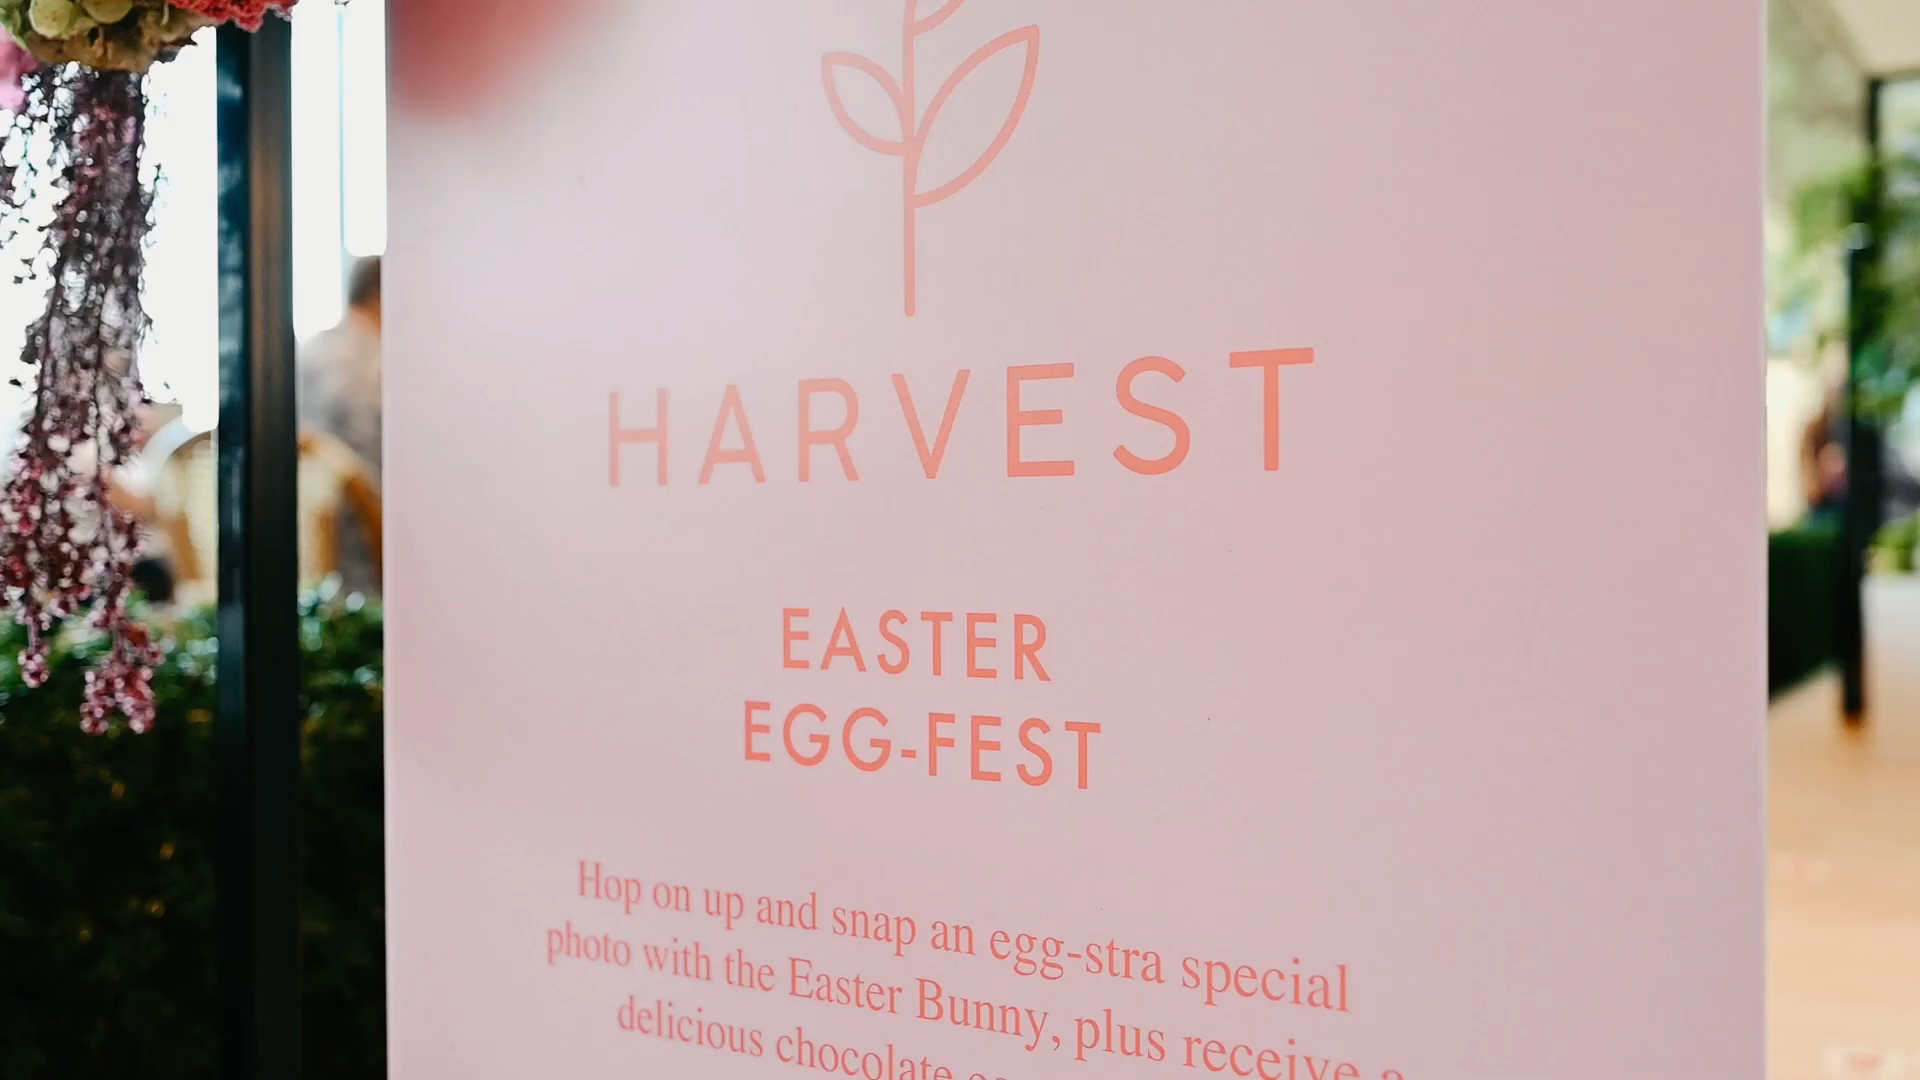 HARVEST
EASTER
EGG-FEST
Hop on up and snap an egg-stra special
photo with the Easter Bunny, plus receive a
delicious chocolate